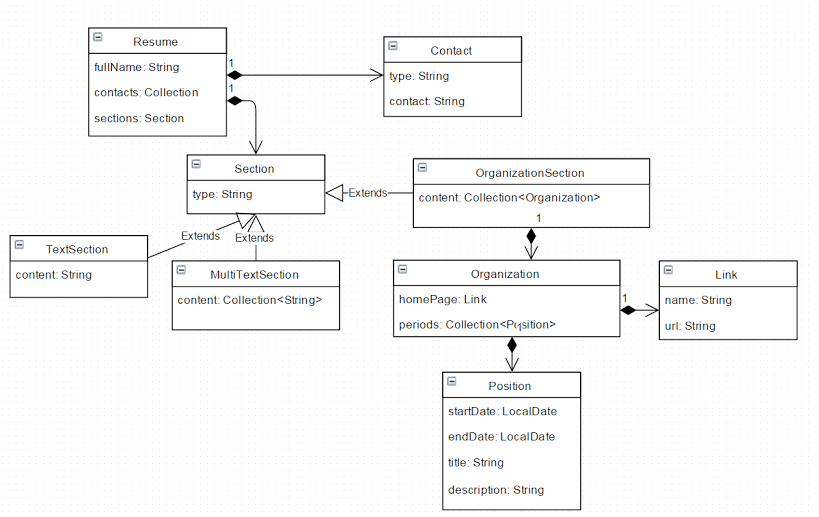 Resume
fullName: String
contacts: Collection
sections: Section
1
1
Contact
type: String
contact: String
Section
type: String
Extends
OrganizationSection
content: Collection<Organization>
1
TextSection
content: String
Extends
Extends
MultiTextSection
content: Collection<String>
Organization
homePage: Link
periods: Collection<Position>
1
1
Link
name: String
url: String
Position
startDate: LocalDate
endDate: LocalDate
title: String
description: String